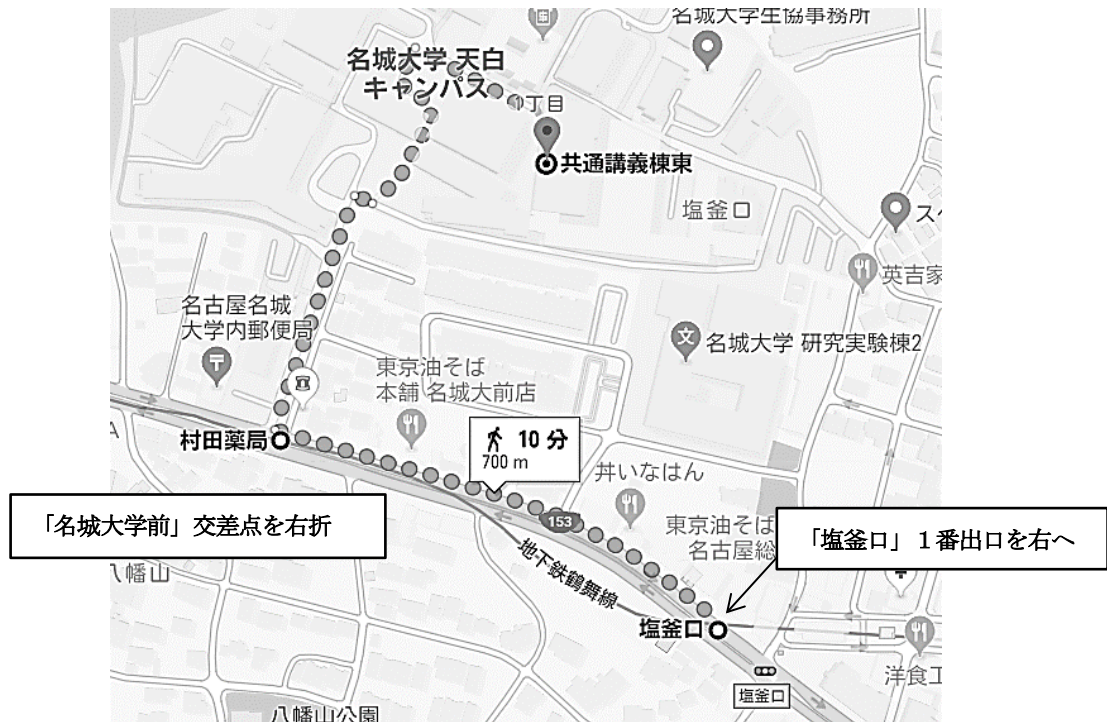 名城大学生協事務所
名城大学 天白
キャンパス
1丁目
共通講義棟東
塩釜口
英吉家
名古屋名城
大学内郵便局
名城大学 研究実験棟2
東京油そば
本舗 名城大前店
村田薬局
10 分
700 m
丼いなはん
「名城大学前」交差点を右折
153
東京油そば
名古屋総
「塩釜口」1番出口を右へ
地下鉄鶴舞線
八幡山
塩釜口
洋食工
塩釜口
八幡山公園